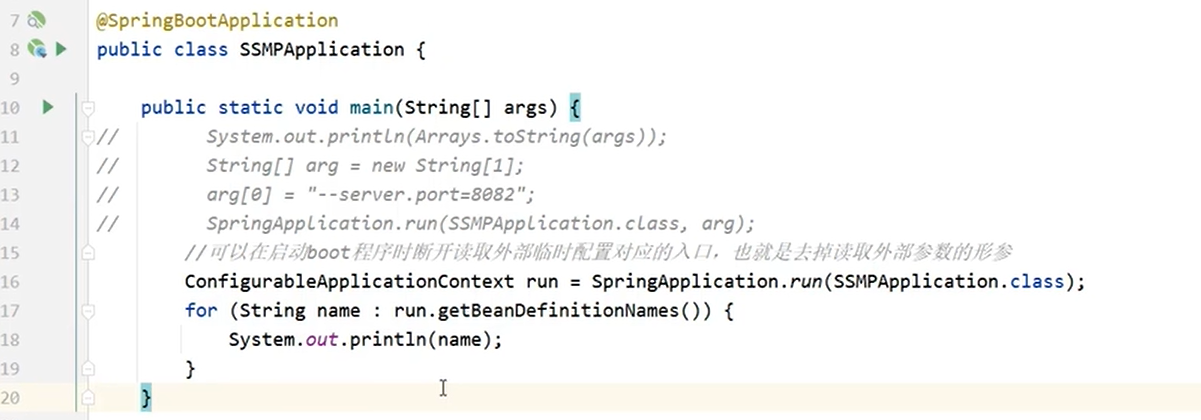 7 @SpringBootApplication
8 public class SSMPApplication {
9
10 public static void main(String[] args) {
11 // System.out.println(Arrays.toString(args));
12 // String[] arg = new String[1];
13 // arg[0] = "--server.port=8082";
14 // SpringApplication.run(SSMPApplication.class, arg);
15 //可以在启动boot程序时断开读取外部临时配置对应的入口，也就是去掉读取外部参数的形参
16 ConfigurableApplicationContext run = SpringApplication.run(SSMPApplication.class);
17 for (String name : run.getBeanDefinitionNames()) {
18 System.out.println(name);
19 }
20 }